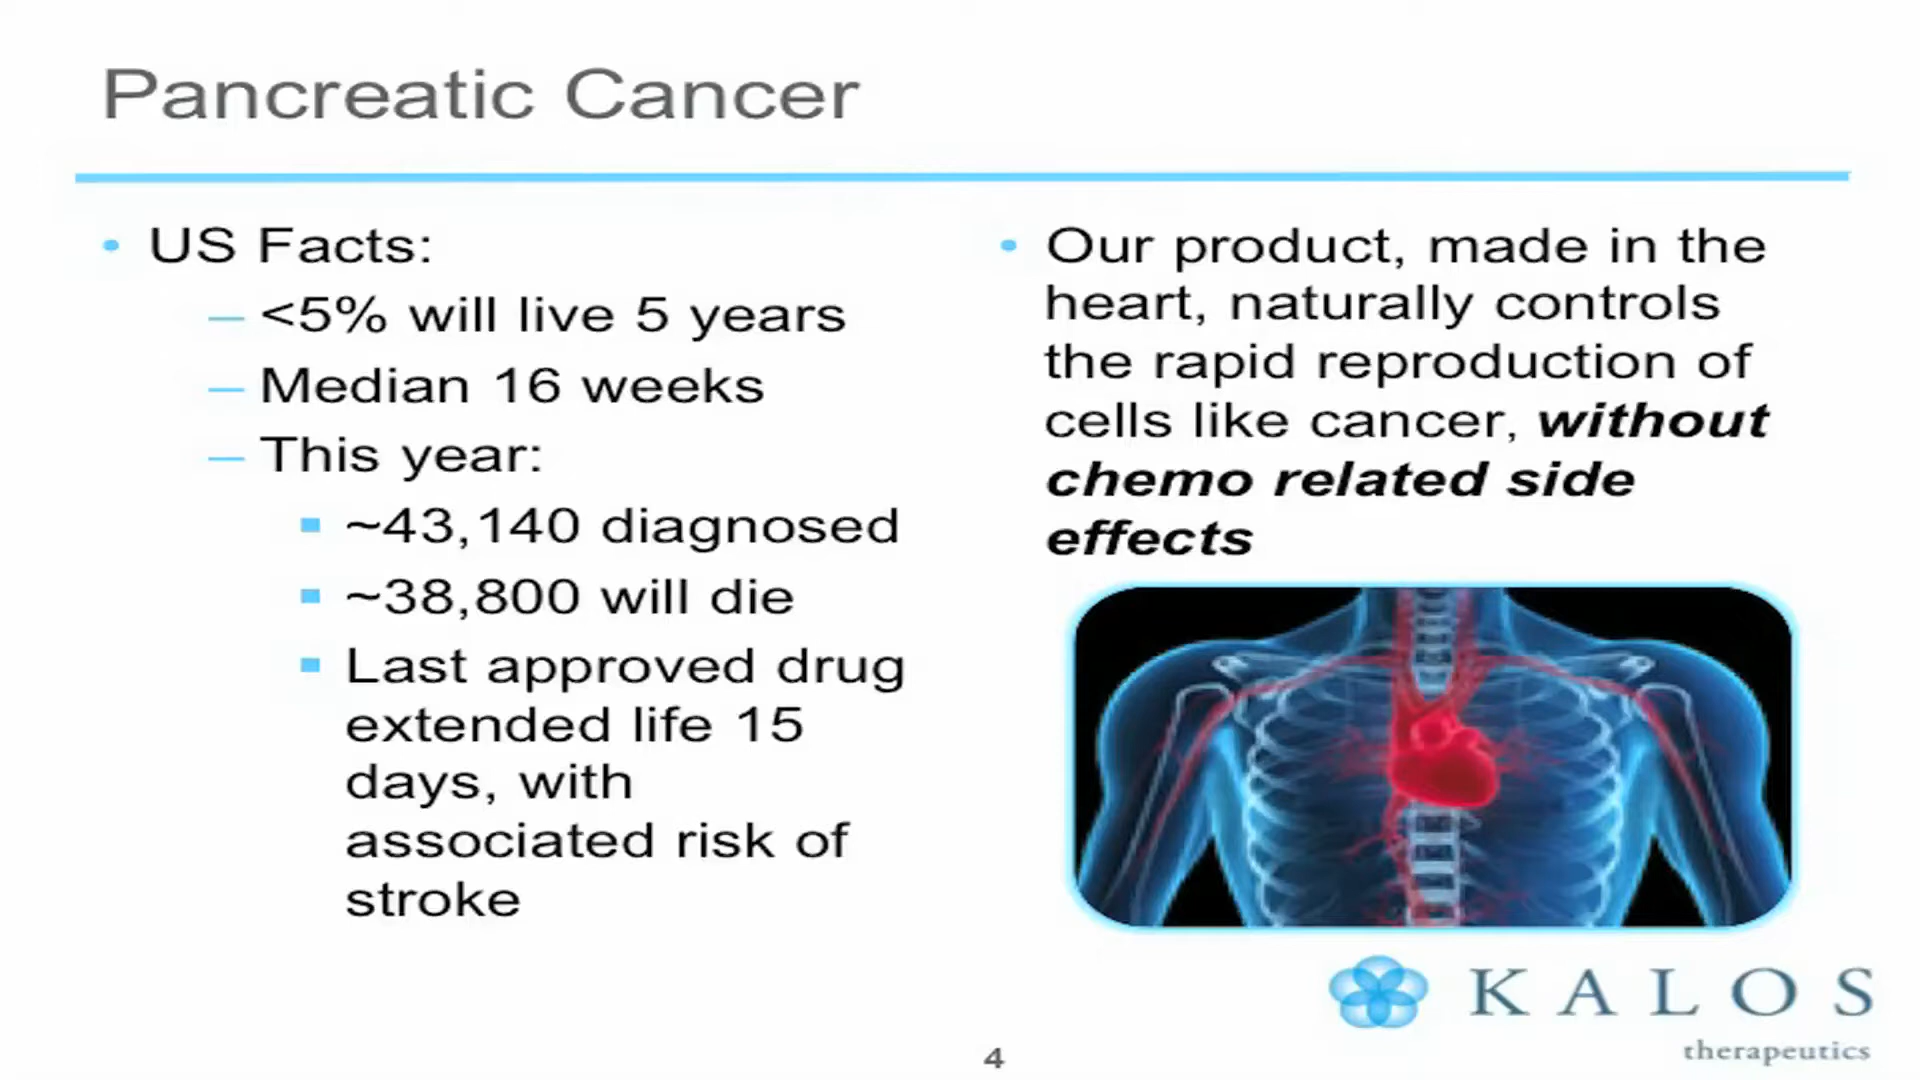 Pancreatic Cancer
• US Facts:
– <5% will live 5 years
– Median 16 weeks
– This year:
▪ ~43,140 diagnosed
▪ ~38,800 will die
▪ Last approved drug
extended life 15
days, with
associated risk of
stroke
• Our product, made in the
heart, naturally controls
the rapid reproduction of
cells like cancer, without
chemo related side
effects
KALOS
therapeutics
4